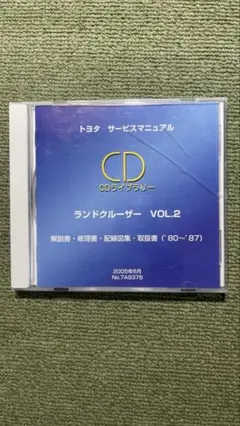 トヨタ サービスマニュアル
CD
CDライブラリー
ランドクルーザー VOL.2
解説書・修理書・配線図集・取扱書('80〜'87)
2005年6月
No.7A9376